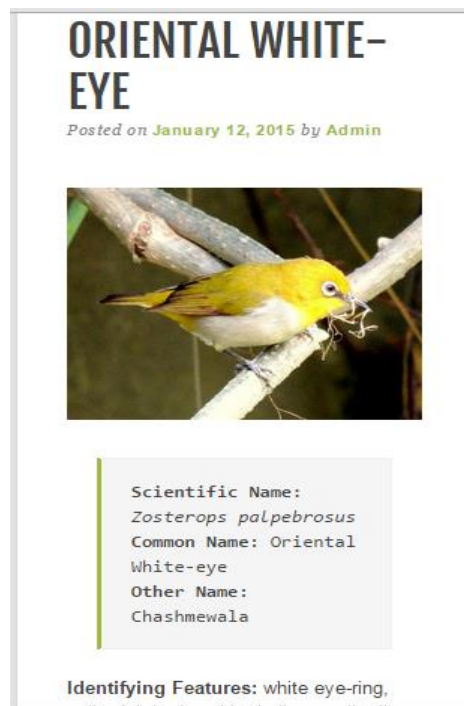 ORIENTAL WHITE-
EYE
Posted on January 12, 2015 by Admin
Scientific Name:
Zosterops palpebrosus
Common Name: Oriental
White-eye
Other Name:
Chashmewala
Identifying Features: white eye-ring,